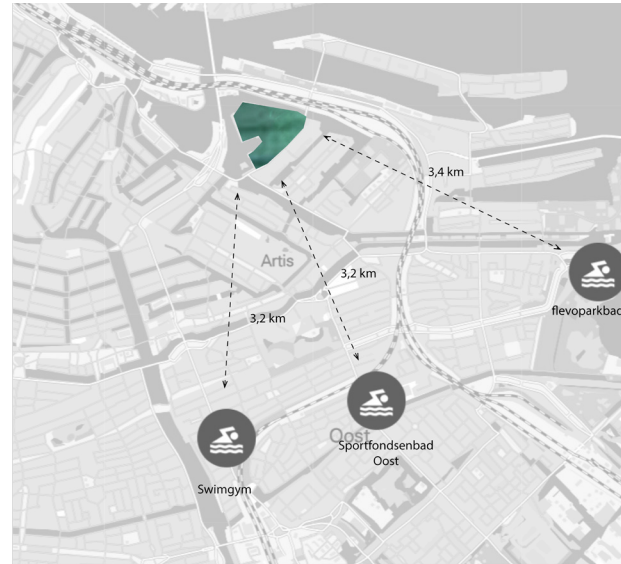 3,4 km
Artis
3,2 km
flevoparkbad
3,2 km
Oost
Sportfondsenbad
Oost
Swimgym